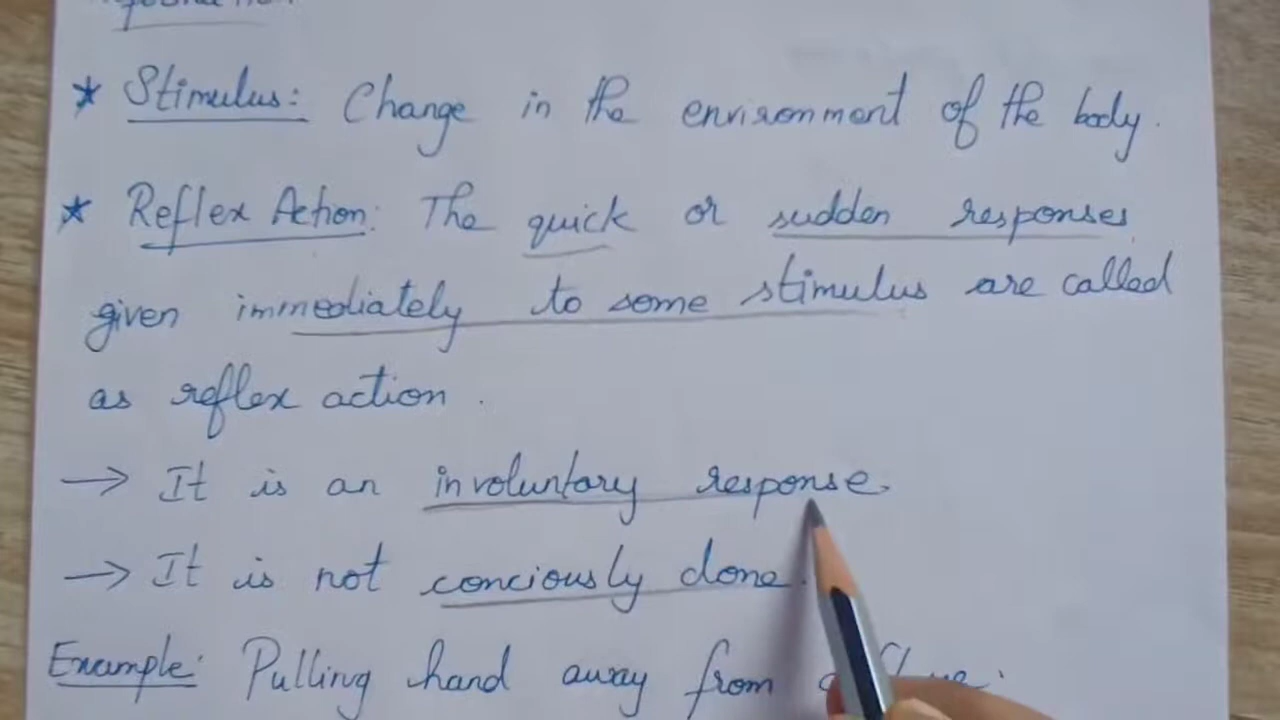 * Stimulus: Change in the environment of the body.
* Reflex Action: The quick or sudden responses
given immediately to some stimulus are called
as reflex action.
→ It is an involuntary response.
→ It is not conciously done.
Example: Pulling hand away from a